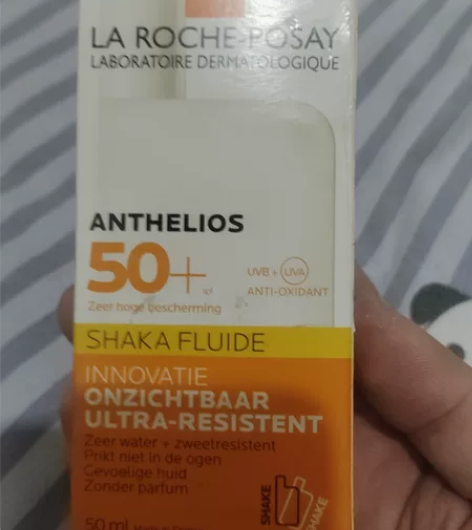 LA ROCHE-POSAY
LABORATOIRE DERMATOLOGIQUE
ANTHELIOS
50+
UVB + UVA
ANTI-OXIDANT
Zeer hoge bescherming
SHAKA FLUIDE
INNOVATIE
ONZICHTBAAR
ULTRA-RESISTENT
Zeer water + zweetresistent
Prikt niet in de ogen
Gevoelige huid
Zonder parfum
SHAKE
SHAKE
50 ml